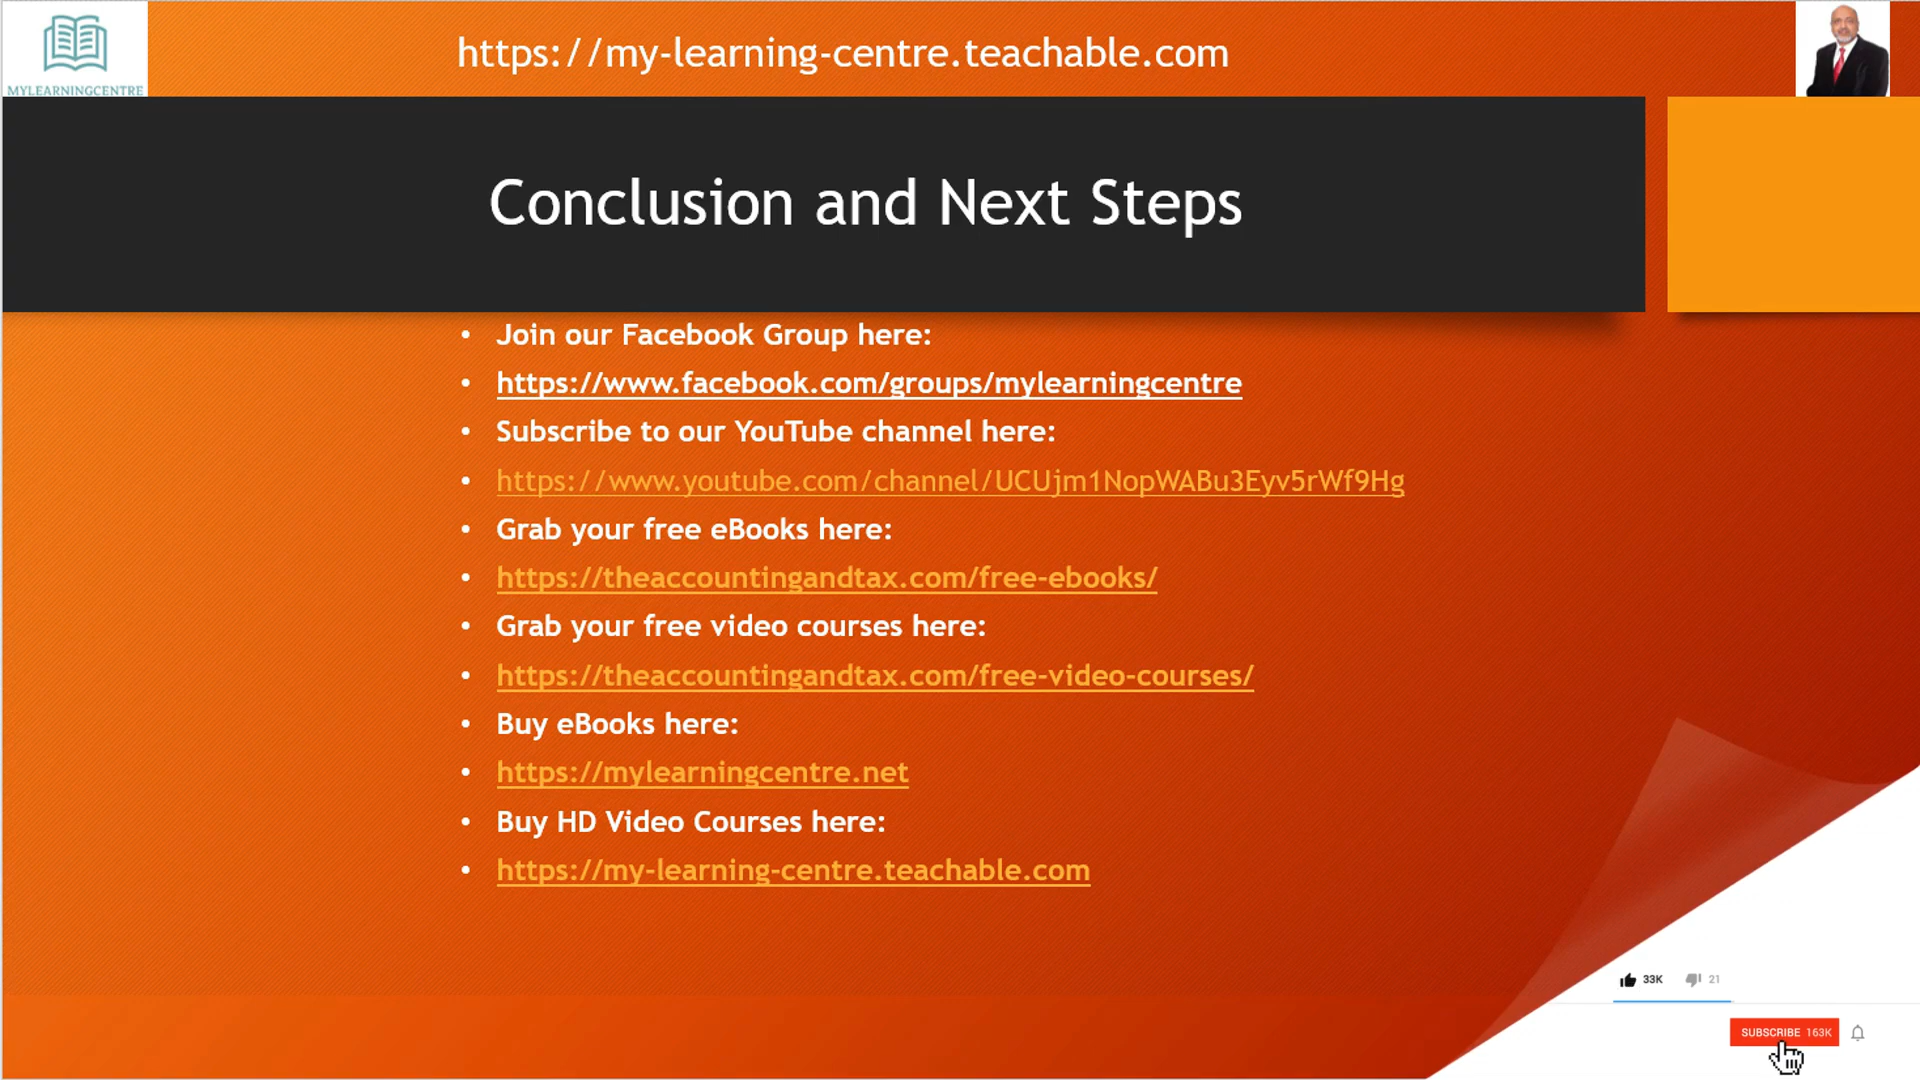 MYLEARNINGCENTRE
https://my-learning-centre.teachable.com
Conclusion and Next Steps
• Join our Facebook Group here:
• https://www.facebook.com/groups/mylearningcentre
• Subscribe to our YouTube channel here:
• https://www.youtube.com/channel/UCUjm1NopWABu3Eyv5rWf9Hg
• Grab your free eBooks here:
• https://theaccountingandtax.com/free-ebooks/
• Grab your free video courses here:
• https://theaccountingandtax.com/free-video-courses/
• Buy eBooks here:
• https://mylearningcentre.net
• Buy HD Video Courses here:
• https://my-learning-centre.teachable.com
33K 21
SUBSCRIBE 163K